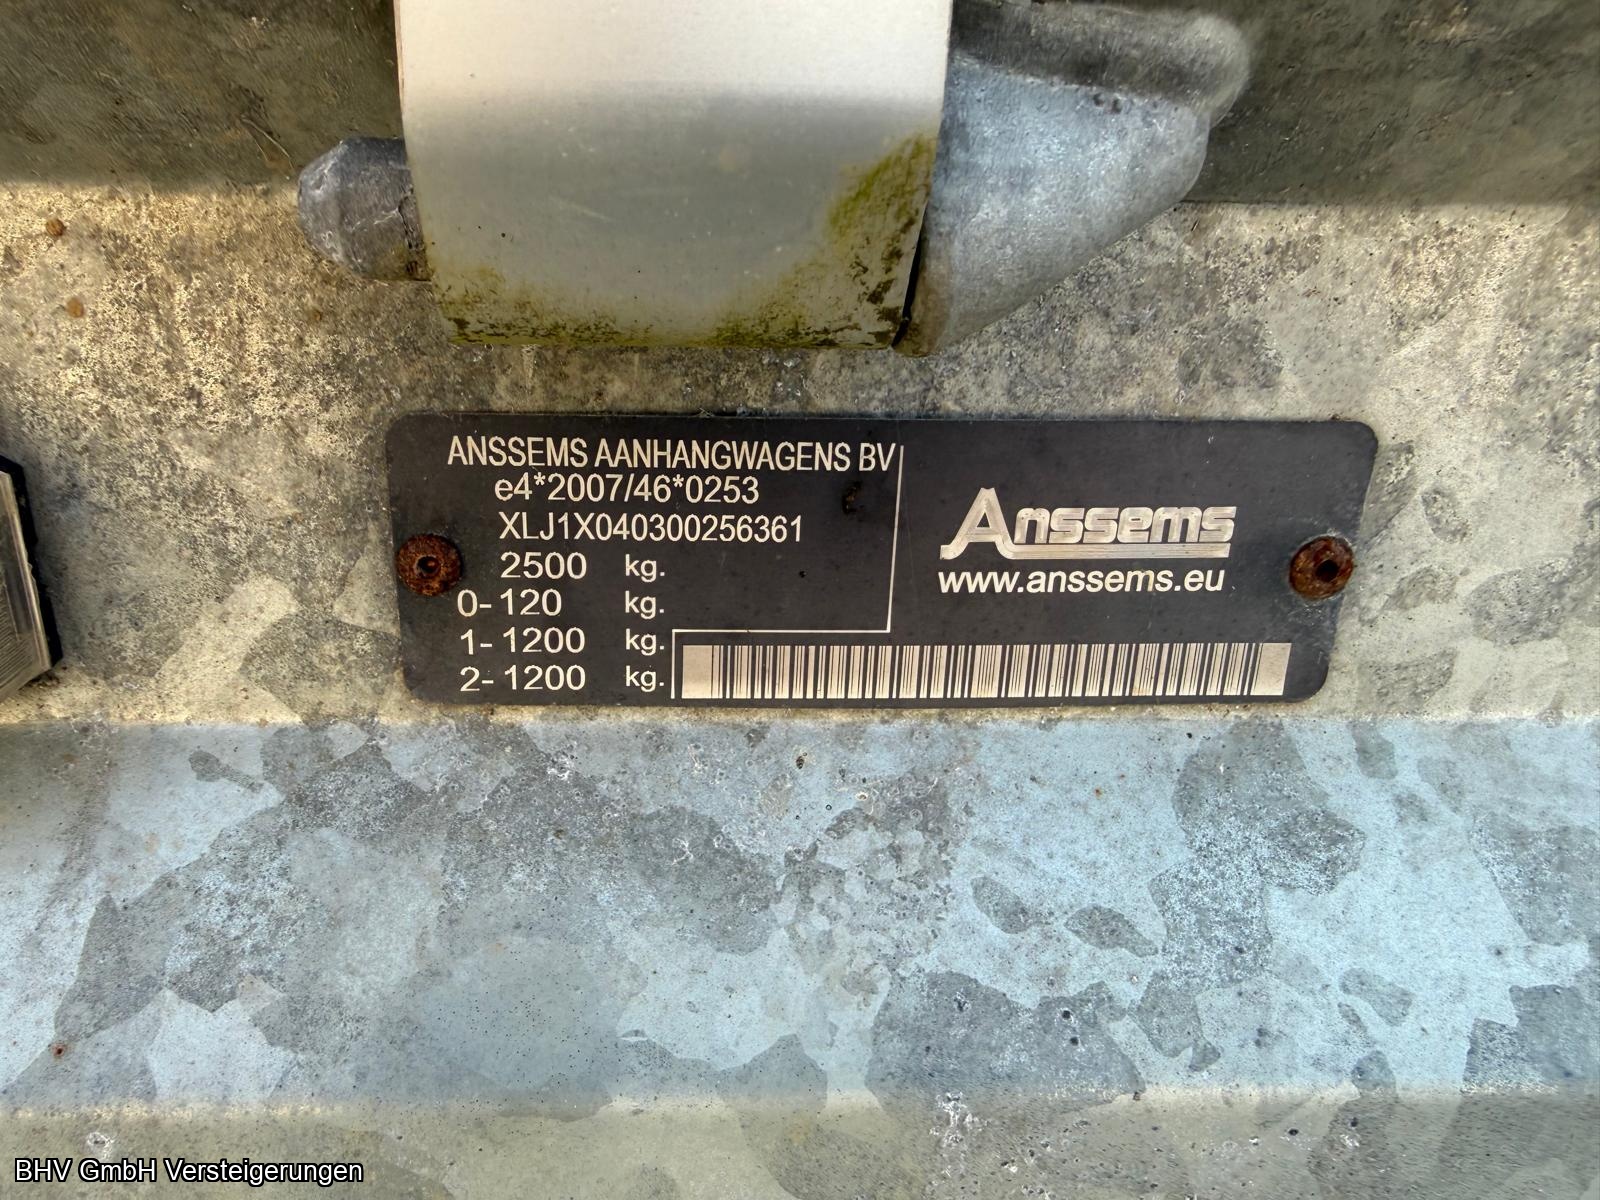 ANSSEMS AANHANGWAGENS BV
e4*2007/46*0253
XLJ1X040300256361
2500 kg.
0- 120 kg.
1- 1200 kg.
2- 1200 kg.
Anssems
www.anssems.eu
BHV GmbH Versteigerungen